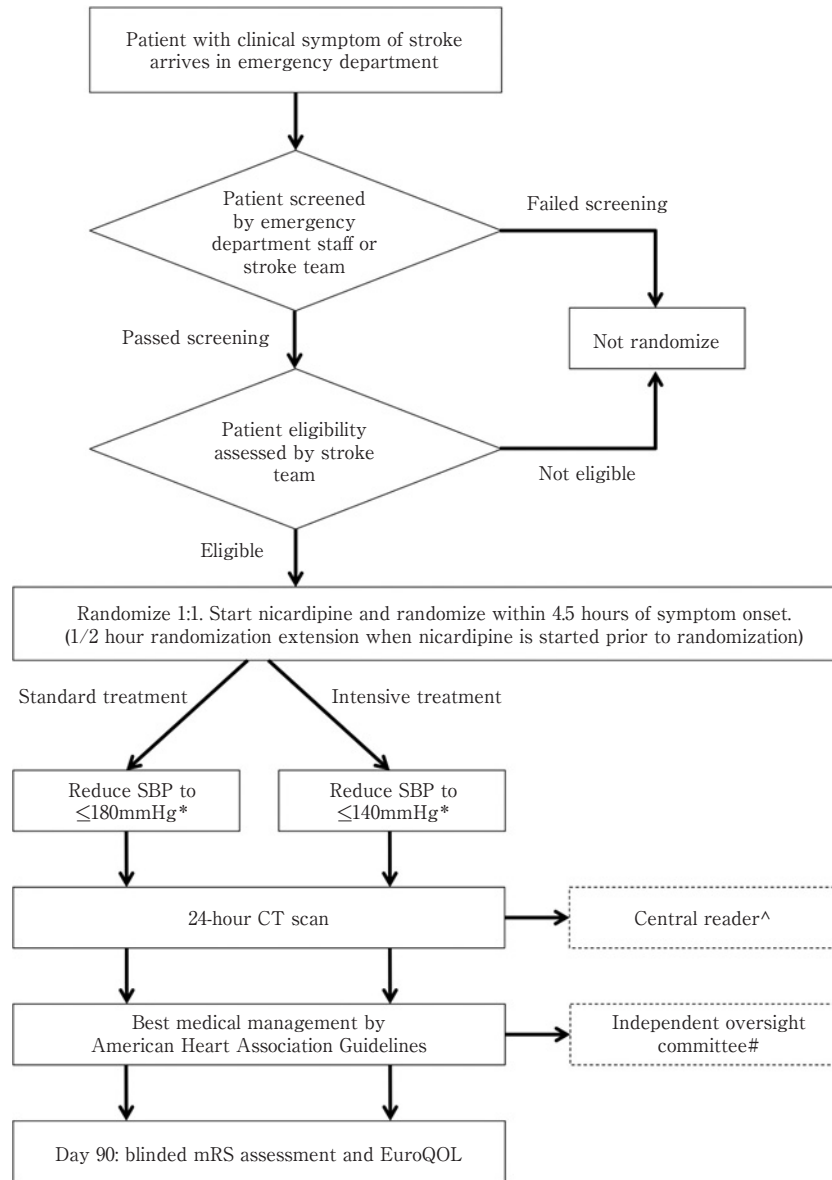 Patient with clinical symptom of stroke
arrives in emergency department
Patient screened
by emergency
department staff or
stroke team
Failed screening
Passed screening
Not randomize
Patient eligibility
assessed by stroke
team
Not eligible
Eligible
Randomize 1:1. Start nicardipine and randomize within 4.5 hours of symptom onset.
(1/2 hour randomization extension when nicardipine is started prior to randomization)
Standard treatment
Intensive treatment
Reduce SBP to
≤180mmHg*
Reduce SBP to
≤140mmHg*
24-hour CT scan
Central reader^
Best medical management by
American Heart Association Guidelines
Independent oversight
committee#
Day 90: blinded mRS assessment and EuroQOL